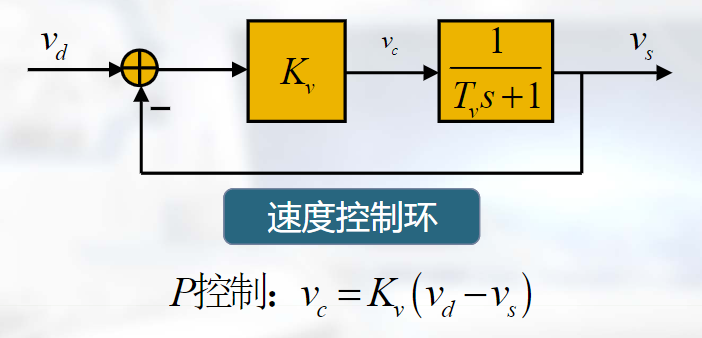 v_d
−
K_v
v_c
1
T_v s + 1
v_s
速度控制环
P控制：v_c = K_v (v_d − v_s)